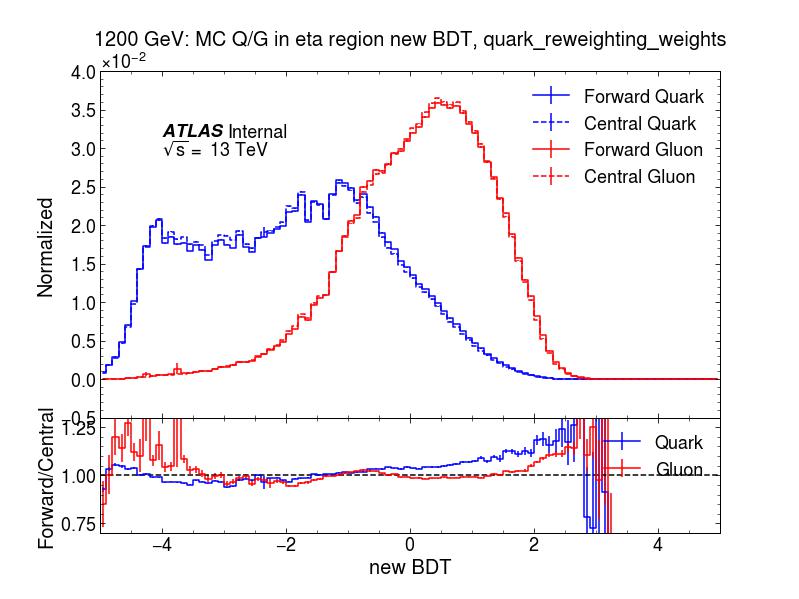 1200 GeV: MC Q/G in eta region new BDT, quark_reweighting_weights
×10⁻²
4.0
3.5
3.0
2.5
2.0
1.5
1.0
0.5
0.0
0.5
Normalized
ATLAS Internal
√s = 13 TeV
Forward Quark
Central Quark
Forward Gluon
Central Gluon
1.25
1.00
0.75
Forward/Central
Quark
Gluon
−4 −2 0 2 4
new BDT